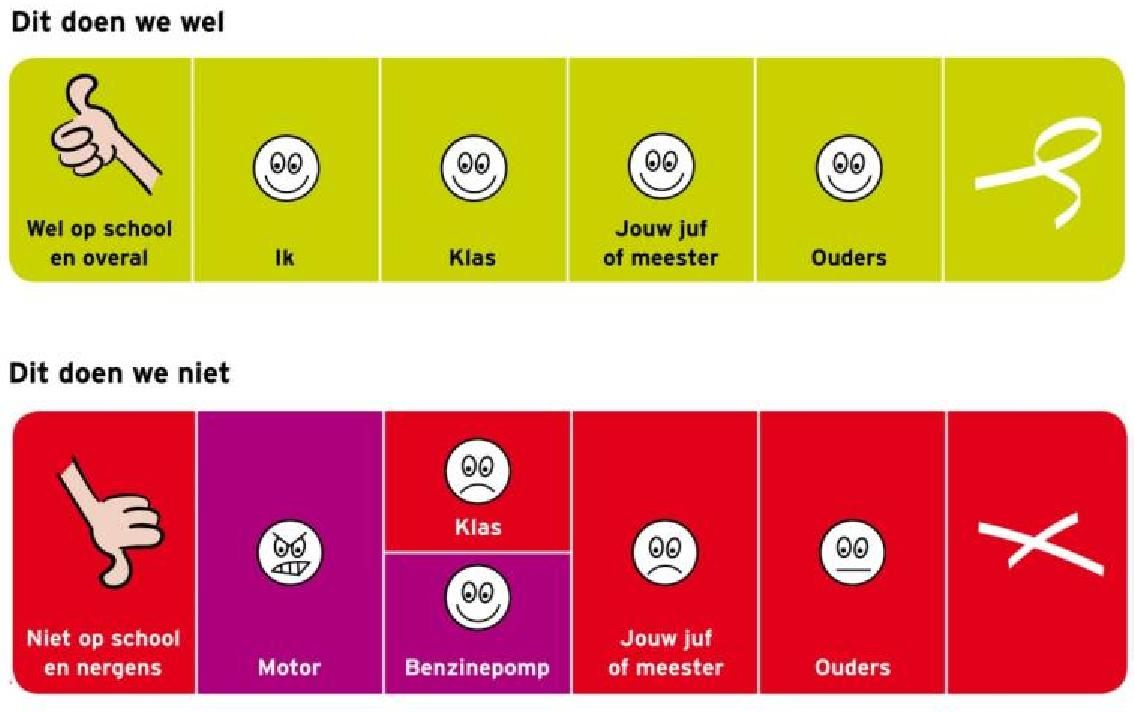 Dit doen we wel
Wel op school
en overal
Ik
Klas
Jouw juf
of meester
Ouders
Dit doen we niet
Niet op school
en nergens
Motor
Klas
Benzinepomp
Jouw juf
of meester
Ouders